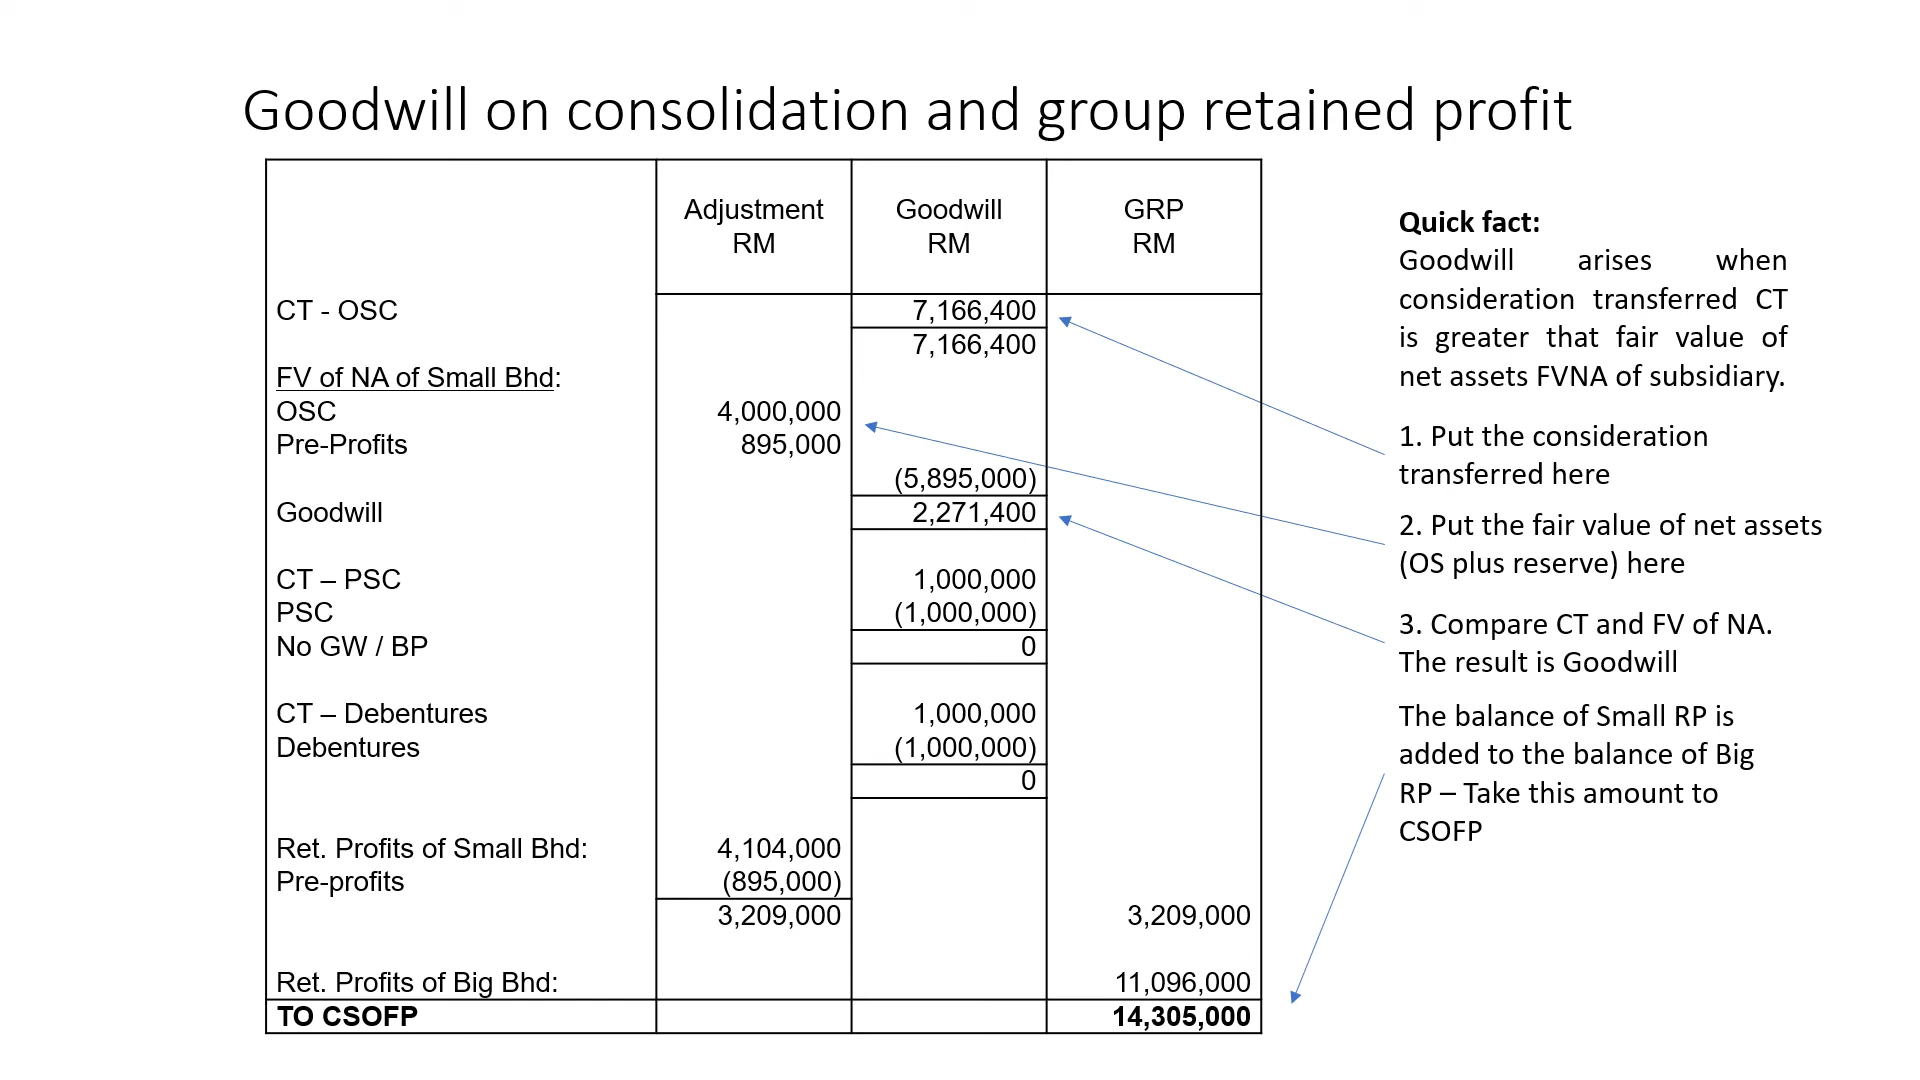 Goodwill on consolidation and group retained profit
Adjustment Goodwill GRP
RM RM RM
CT - OSC 7,166,400
7,166,400
FV of NA of Small Bhd:
OSC 4,000,000
Pre-Profits 895,000
(5,895,000)
Goodwill 2,271,400
CT – PSC 1,000,000
PSC (1,000,000)
No GW / BP 0
CT – Debentures 1,000,000
Debentures (1,000,000)
0
Ret. Profits of Small Bhd: 4,104,000
Pre-profits (895,000)
3,209,000 3,209,000
Ret. Profits of Big Bhd: 11,096,000
TO CSOFP 14,305,000
Quick fact:
Goodwill arises when
consideration transferred CT
is greater that fair value of
net assets FVNA of subsidiary.
1. Put the consideration
transferred here
2. Put the fair value of net assets
(OS plus reserve) here
3. Compare CT and FV of NA.
The result is Goodwill
The balance of Small RP is
added to the balance of Big
RP – Take this amount to
CSOFP